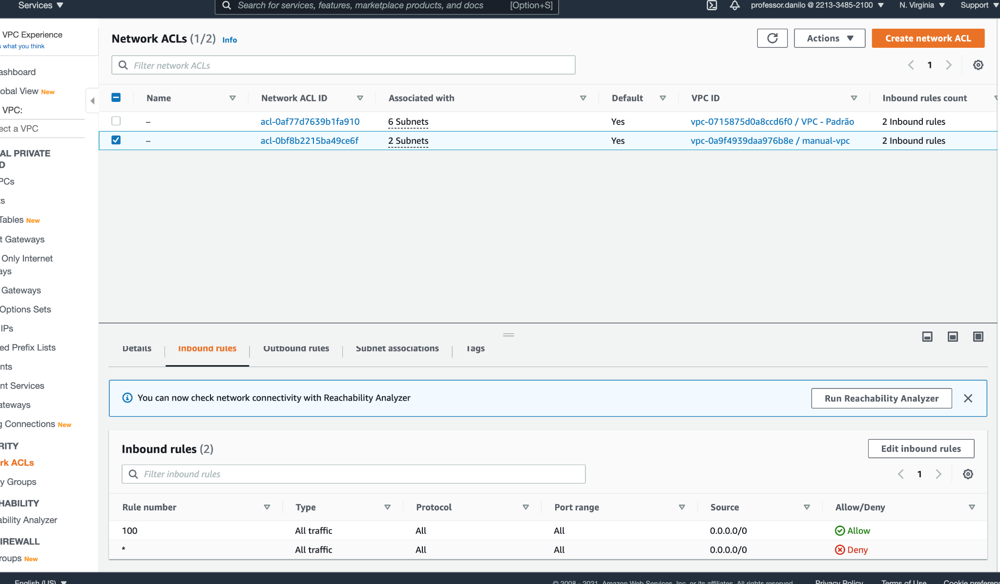 Services
Search for services, features, marketplace products, and docs [Option+S]
professor.danilo @ 2213-3485-2100
N. Virginia
Support
VPC Experience
s what you think
ashboard
obal View New
VPC:
ect a VPC
AL PRIVATE
D
PCs
ts
Tables New
t Gateways
Only Internet
ays
Gateways
Options Sets
IPs
ed Prefix Lists
nts
nt Services
ateways
g Connections New
RITY
rk ACLs
y Groups
HABILITY
ability Analyzer
IREWALL
roups New
English (US)
Network ACLs (1/2) Info
Actions
Create network ACL
Filter network ACLs
1
Name Network ACL ID Associated with Default VPC ID Inbound rules count
– acl-0af77d7639b1fa910 6 Subnets Yes vpc-0715875d0a8ccd6f0 / VPC - Padrão 2 Inbound rules
– acl-0bf8b2215ba49ce6f 2 Subnets Yes vpc-0a9f4939daa976b8e / manual-vpc 2 Inbound rules
Details Inbound rules Outbound rules Subnet associations Tags
You can now check network connectivity with Reachability Analyzer
Run Reachability Analyzer
Inbound rules (2)
Edit inbound rules
Filter inbound rules
1
Rule number Type Protocol Port range Source Allow/Deny
100 All traffic All All 0.0.0.0/0 Allow
* All traffic All All 0.0.0.0/0 Deny
© 2008 - 2021, Amazon Web Services, Inc. or its affiliates. All rights reserved.
Privacy Policy
Terms of Use
Cookie preferen